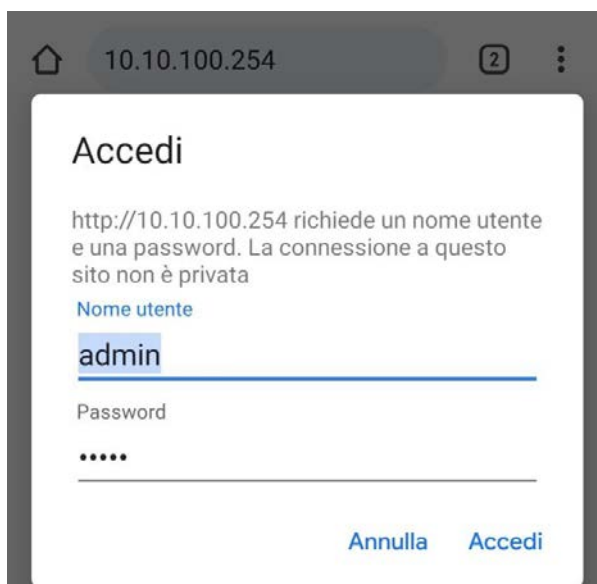 10.10.100.254
2
Accedi
http://10.10.100.254 richiede un nome utente
e una password. La connessione a questo
sito non è privata
Nome utente
admin
Password
•••••
Annulla Accedi